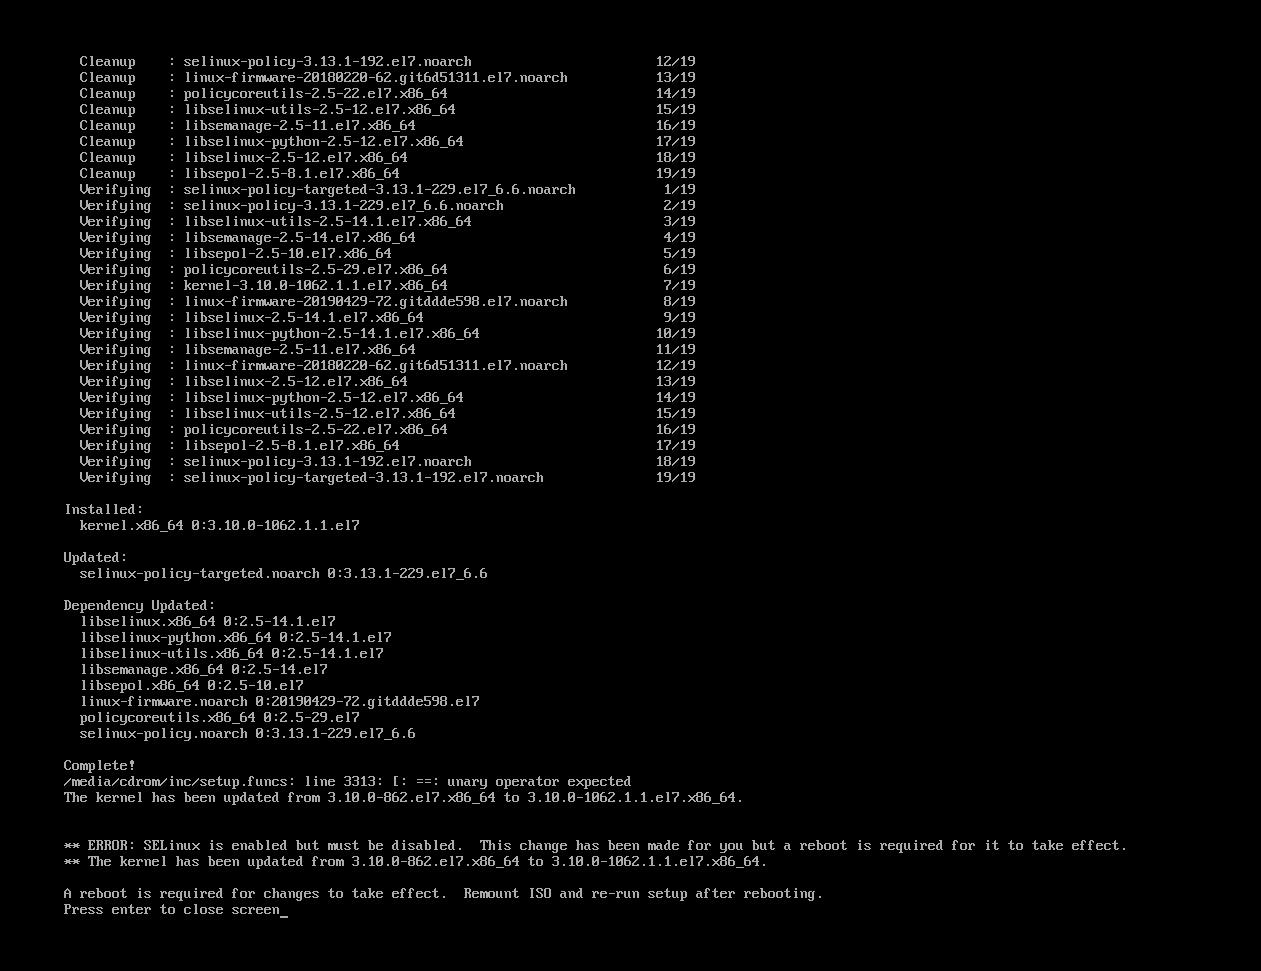 Cleanup    : selinux-policy-3.13.1-192.el7.noarch                       12/19
Cleanup    : linux-firmware-20180220-62.git6d51311.el7.noarch           13/19
Cleanup    : policycoreutils-2.5-22.el7.x86_64                          14/19
Cleanup    : libselinux-utils-2.5-12.el7.x86_64                         15/19
Cleanup    : libsemanage-2.5-11.el7.x86_64                              16/19
Cleanup    : libselinux-python-2.5-12.el7.x86_64                        17/19
Cleanup    : libselinux-2.5-12.el7.x86_64                               18/19
Cleanup    : libsepol-2.5-8.1.el7.x86_64                                19/19
Verifying  : selinux-policy-targeted-3.13.1-229.el7_6.6.noarch           1/19
Verifying  : selinux-policy-3.13.1-229.el7_6.6.noarch                    2/19
Verifying  : libselinux-utils-2.5-14.1.el7.x86_64                        3/19
Verifying  : libsemanage-2.5-14.el7.x86_64                               4/19
Verifying  : libsepol-2.5-10.el7.x86_64                                  5/19
Verifying  : policycoreutils-2.5-29.el7.x86_64                           6/19
Verifying  : kernel-3.10.0-1062.1.1.el7.x86_64                           7/19
Verifying  : linux-firmware-20190429-72.gitddde598.el7.noarch            8/19
Verifying  : libselinux-2.5-14.1.el7.x86_64                              9/19
Verifying  : libselinux-python-2.5-14.1.el7.x86_64                      10/19
Verifying  : libsemanage-2.5-11.el7.x86_64                              11/19
Verifying  : linux-firmware-20180220-62.git6d51311.el7.noarch           12/19
Verifying  : libselinux-2.5-12.el7.x86_64                               13/19
Verifying  : libselinux-python-2.5-12.el7.x86_64                        14/19
Verifying  : libselinux-utils-2.5-12.el7.x86_64                         15/19
Verifying  : policycoreutils-2.5-22.el7.x86_64                          16/19
Verifying  : libsepol-2.5-8.1.el7.x86_64                                17/19
Verifying  : selinux-policy-3.13.1-192.el7.noarch                       18/19
Verifying  : selinux-policy-targeted-3.13.1-192.el7.noarch              19/19
Installed:
kernel.x86_64 0:3.10.0-1062.1.1.el7
Updated:
selinux-policy-targeted.noarch 0:3.13.1-229.el7_6.6
Dependency Updated:
libselinux.x86_64 0:2.5-14.1.el7
libselinux-python.x86_64 0:2.5-14.1.el7
libselinux-utils.x86_64 0:2.5-14.1.el7
libsemanage.x86_64 0:2.5-14.el7
libsepol.x86_64 0:2.5-10.el7
linux-firmware.noarch 0:20190429-72.gitddde598.el7
policycoreutils.x86_64 0:2.5-29.el7
selinux-policy.noarch 0:3.13.1-229.el7_6.6
Complete!
/media/cdrom/inc/setup.funcs: line 3313: [: ==: unary operator expected
The kernel has been updated from 3.10.0-862.el7.x86_64 to 3.10.0-1062.1.1.el7.x86_64.
** ERROR: SELinux is enabled but must be disabled.  This change has been made for you but a reboot is required for it to take effect.
** The kernel has been updated from 3.10.0-862.el7.x86_64 to 3.10.0-1062.1.1.el7.x86_64.
A reboot is required for changes to take effect.  Remount ISO and re-run setup after rebooting.
Press enter to close screen_